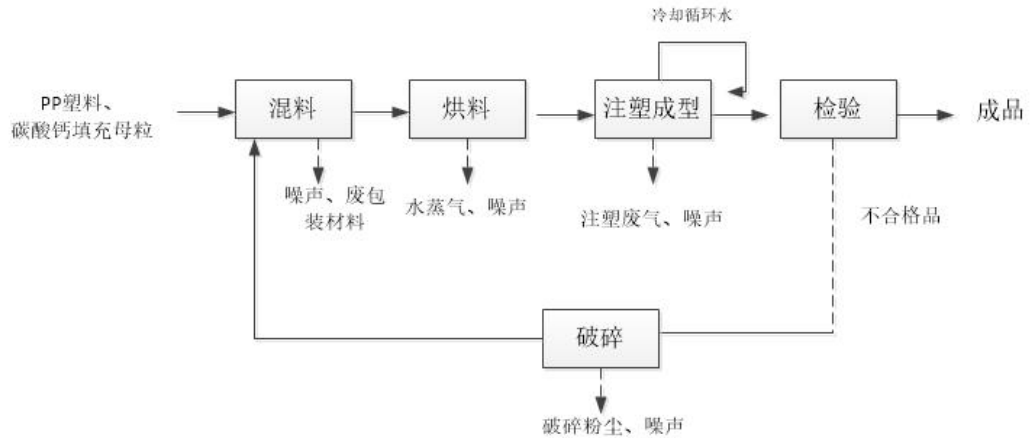 冷却循环水
PP塑料、
碳酸钙填充母粒
混料
烘料
注塑成型
检验
成品
噪声、废包
装材料
水蒸气、噪声
注塑废气、噪声
不合格品
破碎
破碎粉尘、噪声